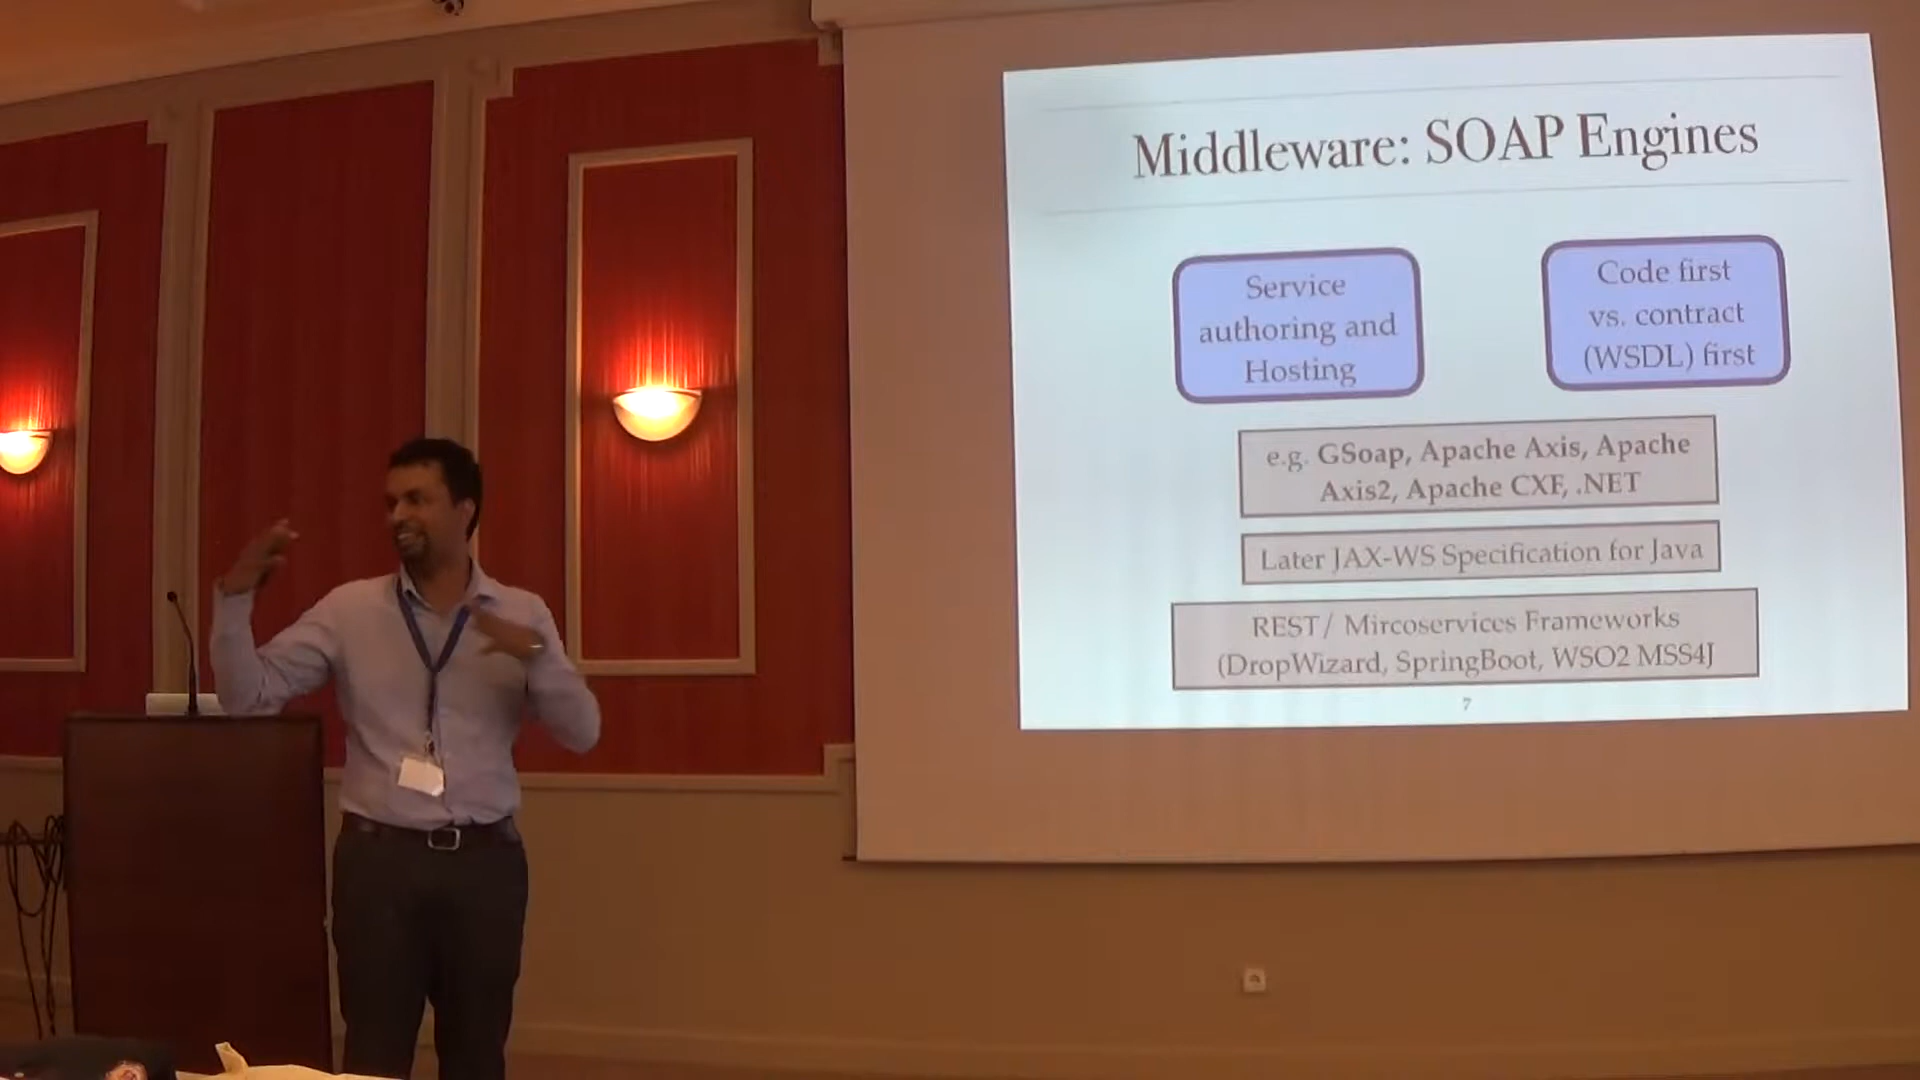 Middleware: SOAP Engines
Service
authoring and
Hosting
Code first
vs. contract
(WSDL) first
e.g. GSoap, Apache Axis, Apache
Axis2, Apache CXF, .NET
Later JAX-WS Specification for Java
REST/ Mircoservices Frameworks
(DropWizard, SpringBoot, WSO2 MSS4J
7